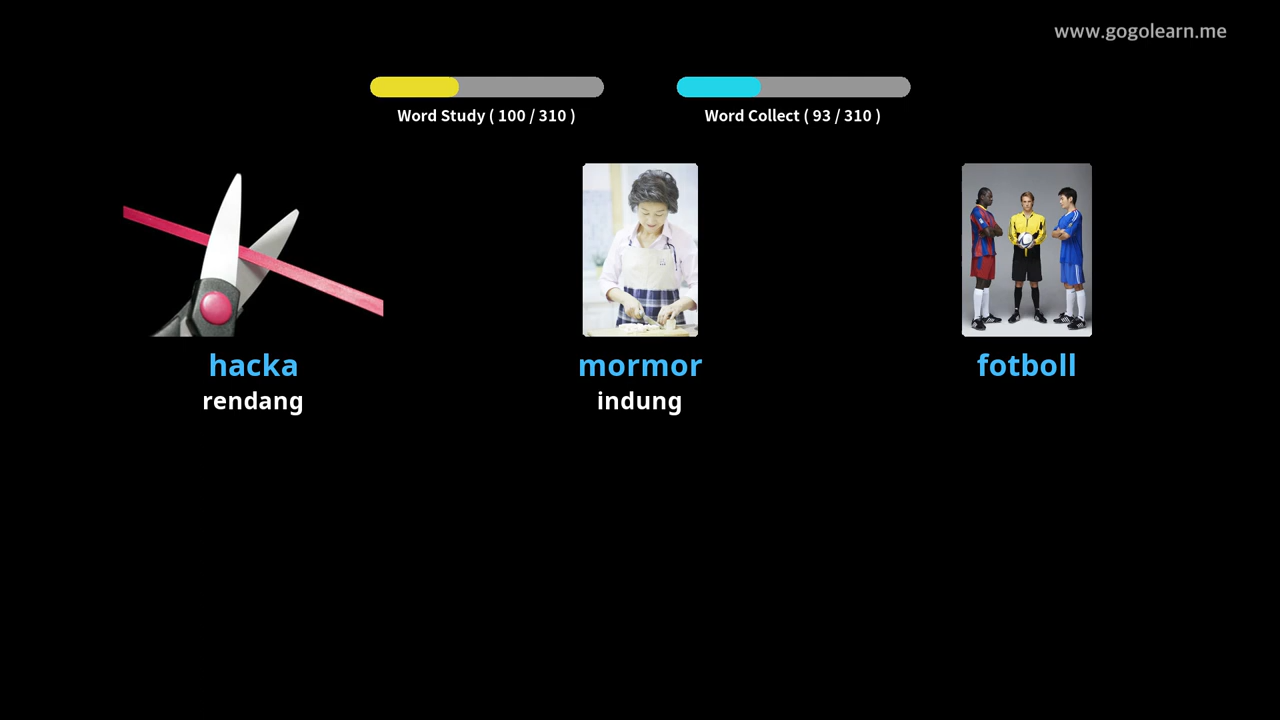 www.gogolearn.me
Word Study ( 100 / 310 )
Word Collect ( 93 / 310 )
hacka
rendang
mormor
indung
fotboll